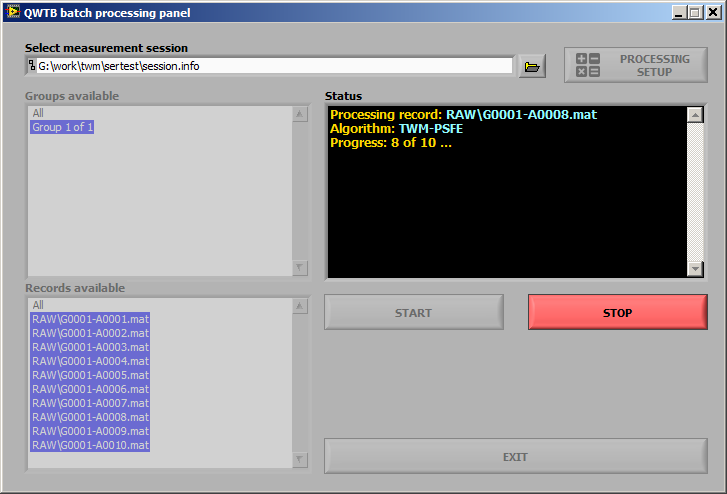 QWTB batch processing panel
Select measurement session
G:\work\twm\sertest\session.info
PROCESSING
SETUP
Groups available
All
Group 1 of 1
Status
Processing record: RAW\G0001-A0008.mat
Algorithm: TWM-PSFE
Progress: 8 of 10 ...
Records available
All
RAW\G0001-A0001.mat
RAW\G0001-A0002.mat
RAW\G0001-A0003.mat
RAW\G0001-A0004.mat
RAW\G0001-A0005.mat
RAW\G0001-A0006.mat
RAW\G0001-A0007.mat
RAW\G0001-A0008.mat
RAW\G0001-A0009.mat
RAW\G0001-A0010.mat
START
STOP
EXIT